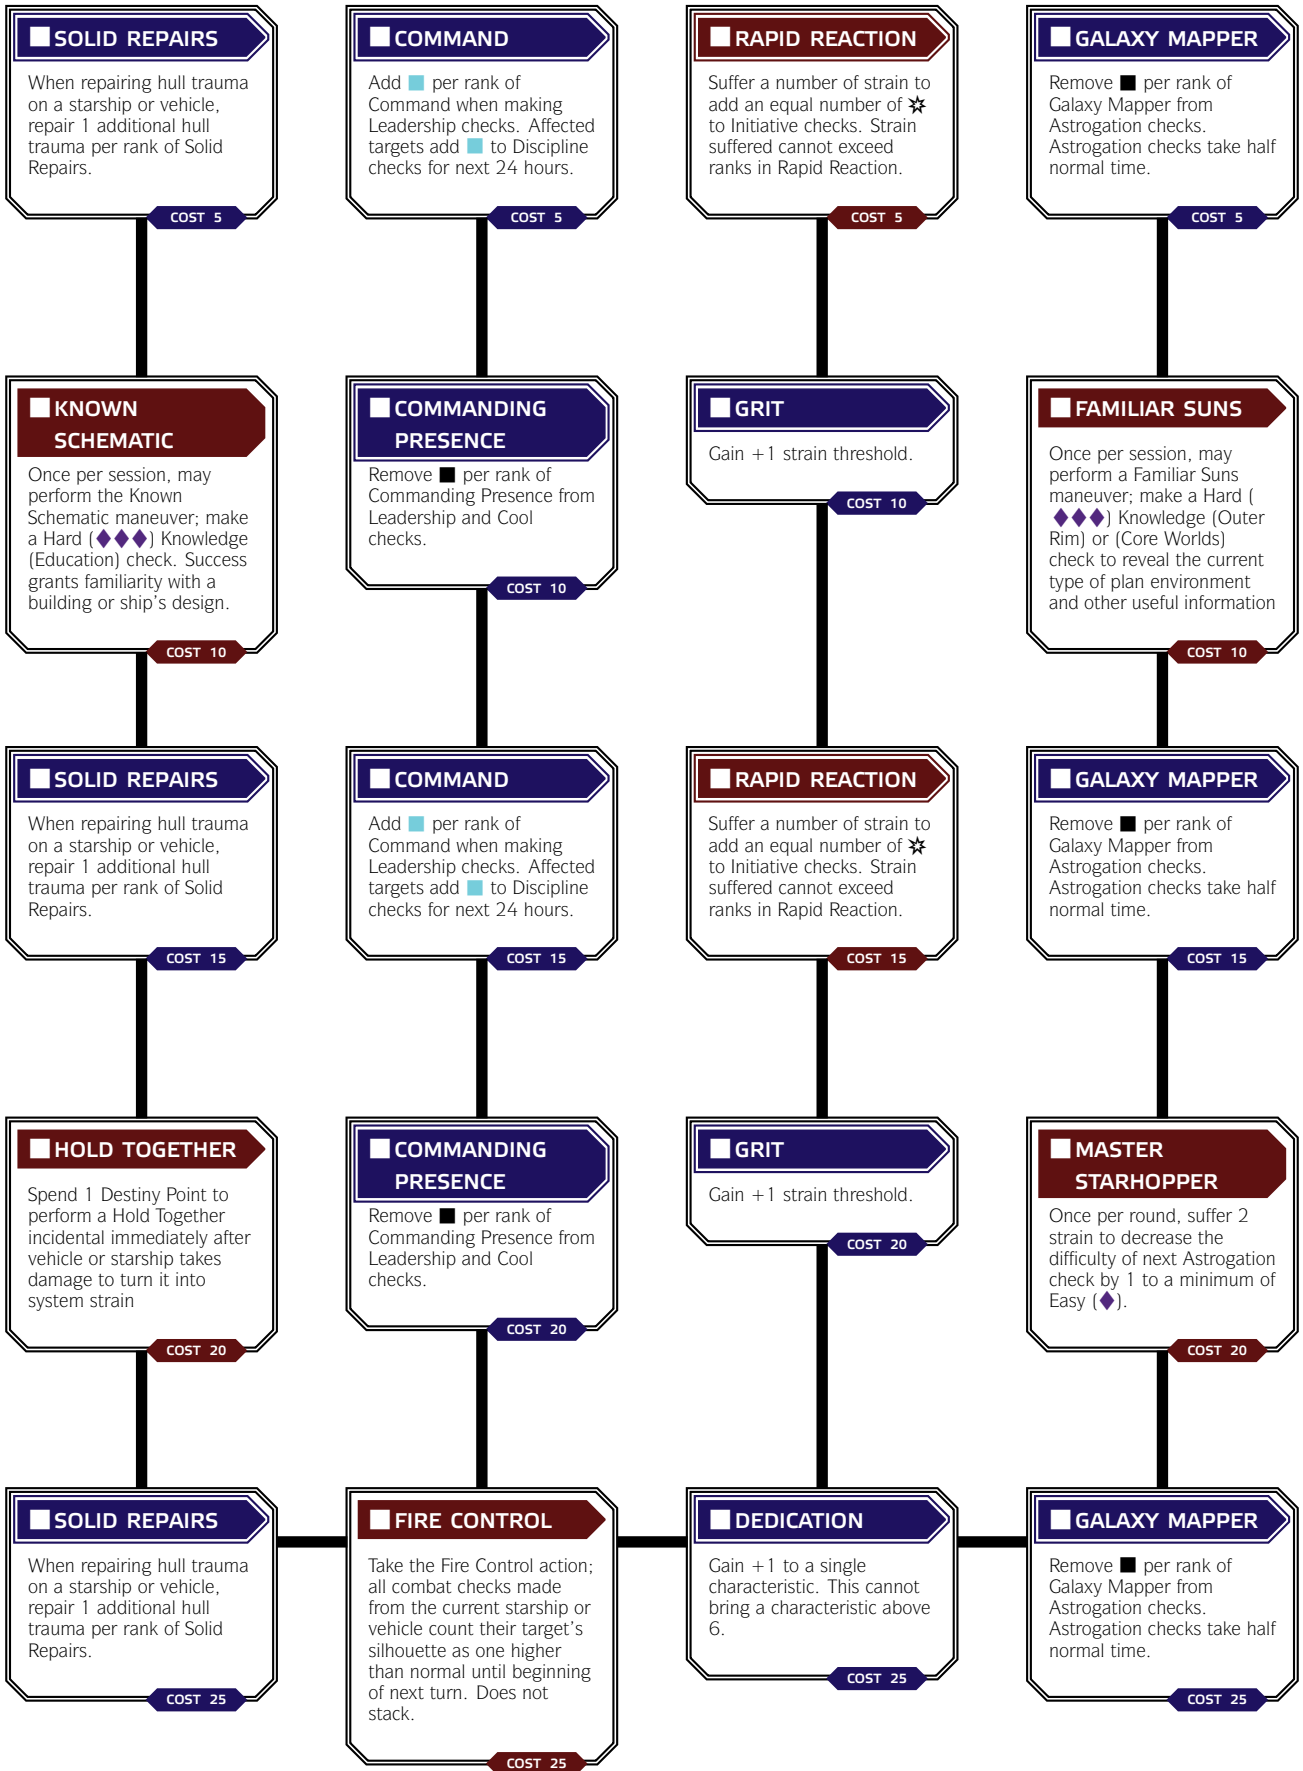 SOLID REPAIRS
When repairing hull trauma
on a starship or vehicle,
repair 1 additional hull
trauma per rank of Solid
Repairs.
COST 5
COMMAND
Add per rank of
Command when making
Leadership checks. Affected
targets add to Discipline
checks for next 24 hours.
COST 5
RAPID REACTION
Suffer a number of strain to
add an equal number of
to Initiative checks. Strain
suffered cannot exceed
ranks in Rapid Reaction.
COST 5
GALAXY MAPPER
Remove per rank of
Galaxy Mapper from
Astrogation checks.
Astrogation checks take half
normal time.
COST 5
KNOWN
SCHEMATIC
Once per session, may
perform the Known
Schematic maneuver; make
a Hard (♦♦♦) Knowledge
(Education) check. Success
grants familiarity with a
building or ship's design.
COST 10
COMMANDING
PRESENCE
Remove per rank of
Commanding Presence from
Leadership and Cool
checks.
COST 10
GRIT
Gain +1 strain threshold.
COST 10
FAMILIAR SUNS
Once per session, may
perform a Familiar Suns
maneuver; make a Hard (
♦♦♦) Knowledge (Outer
Rim) or (Core Worlds)
check to reveal the current
type of plan environment
and other useful information
COST 10
SOLID REPAIRS
When repairing hull trauma
on a starship or vehicle,
repair 1 additional hull
trauma per rank of Solid
Repairs.
COST 15
COMMAND
Add per rank of
Command when making
Leadership checks. Affected
targets add to Discipline
checks for next 24 hours.
COST 15
RAPID REACTION
Suffer a number of strain to
add an equal number of
to Initiative checks. Strain
suffered cannot exceed
ranks in Rapid Reaction.
COST 15
GALAXY MAPPER
Remove per rank of
Galaxy Mapper from
Astrogation checks.
Astrogation checks take half
normal time.
COST 15
HOLD TOGETHER
Spend 1 Destiny Point to
perform a Hold Together
incidental immediately after
vehicle or starship takes
damage to turn it into
system strain
COST 20
COMMANDING
PRESENCE
Remove per rank of
Commanding Presence from
Leadership and Cool
checks.
COST 20
GRIT
Gain +1 strain threshold.
COST 20
MASTER
STARHOPPER
Once per round, suffer 2
strain to decrease the
difficulty of next Astrogation
check by 1 to a minimum of
Easy (♦).
COST 20
SOLID REPAIRS
When repairing hull trauma
on a starship or vehicle,
repair 1 additional hull
trauma per rank of Solid
Repairs.
COST 25
FIRE CONTROL
Take the Fire Control action;
all combat checks made
from the current starship or
vehicle count their target's
silhouette as one higher
than normal until beginning
of next turn. Does not
stack.
COST 25
DEDICATION
Gain +1 to a single
characteristic. This cannot
bring a characteristic above
6.
COST 25
GALAXY MAPPER
Remove per rank of
Galaxy Mapper from
Astrogation checks.
Astrogation checks take half
normal time.
COST 25